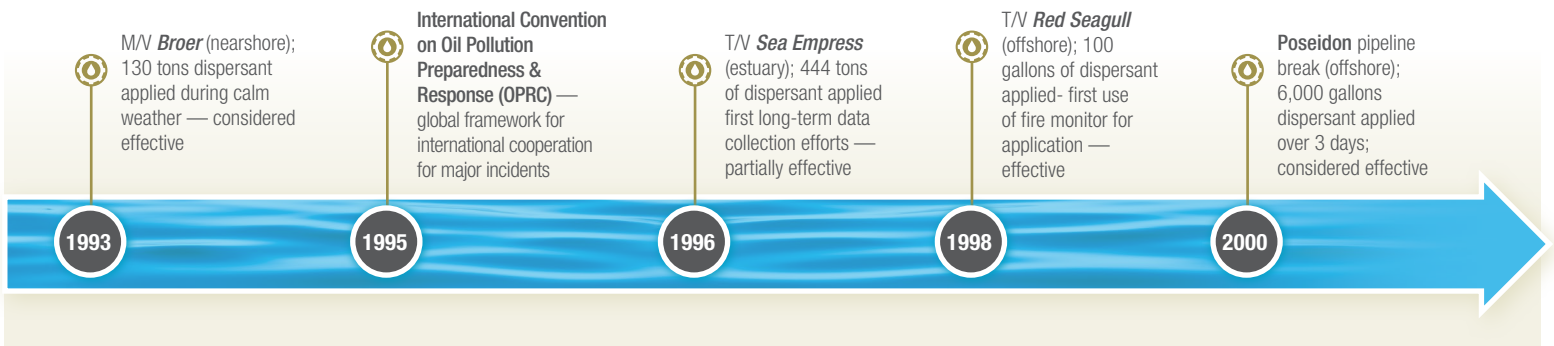 M/V Broer (nearshore);
130 tons dispersant
applied during calm
weather — considered
effective
International Convention
on Oil Pollution
Preparedness &
Response (OPRC) —
global framework for
international cooperation
for major incidents
T/V Sea Empress
(estuary); 444 tons
of dispersant applied
first long-term data
collection efforts —
partially effective
T/V Red Seagull
(offshore); 100
gallons of dispersant
applied- first use
of fire monitor for
application —
effective
Poseidon pipeline
break (offshore);
6,000 gallons
dispersant applied
over 3 days;
considered effective
1993
1995
1996
1998
2000